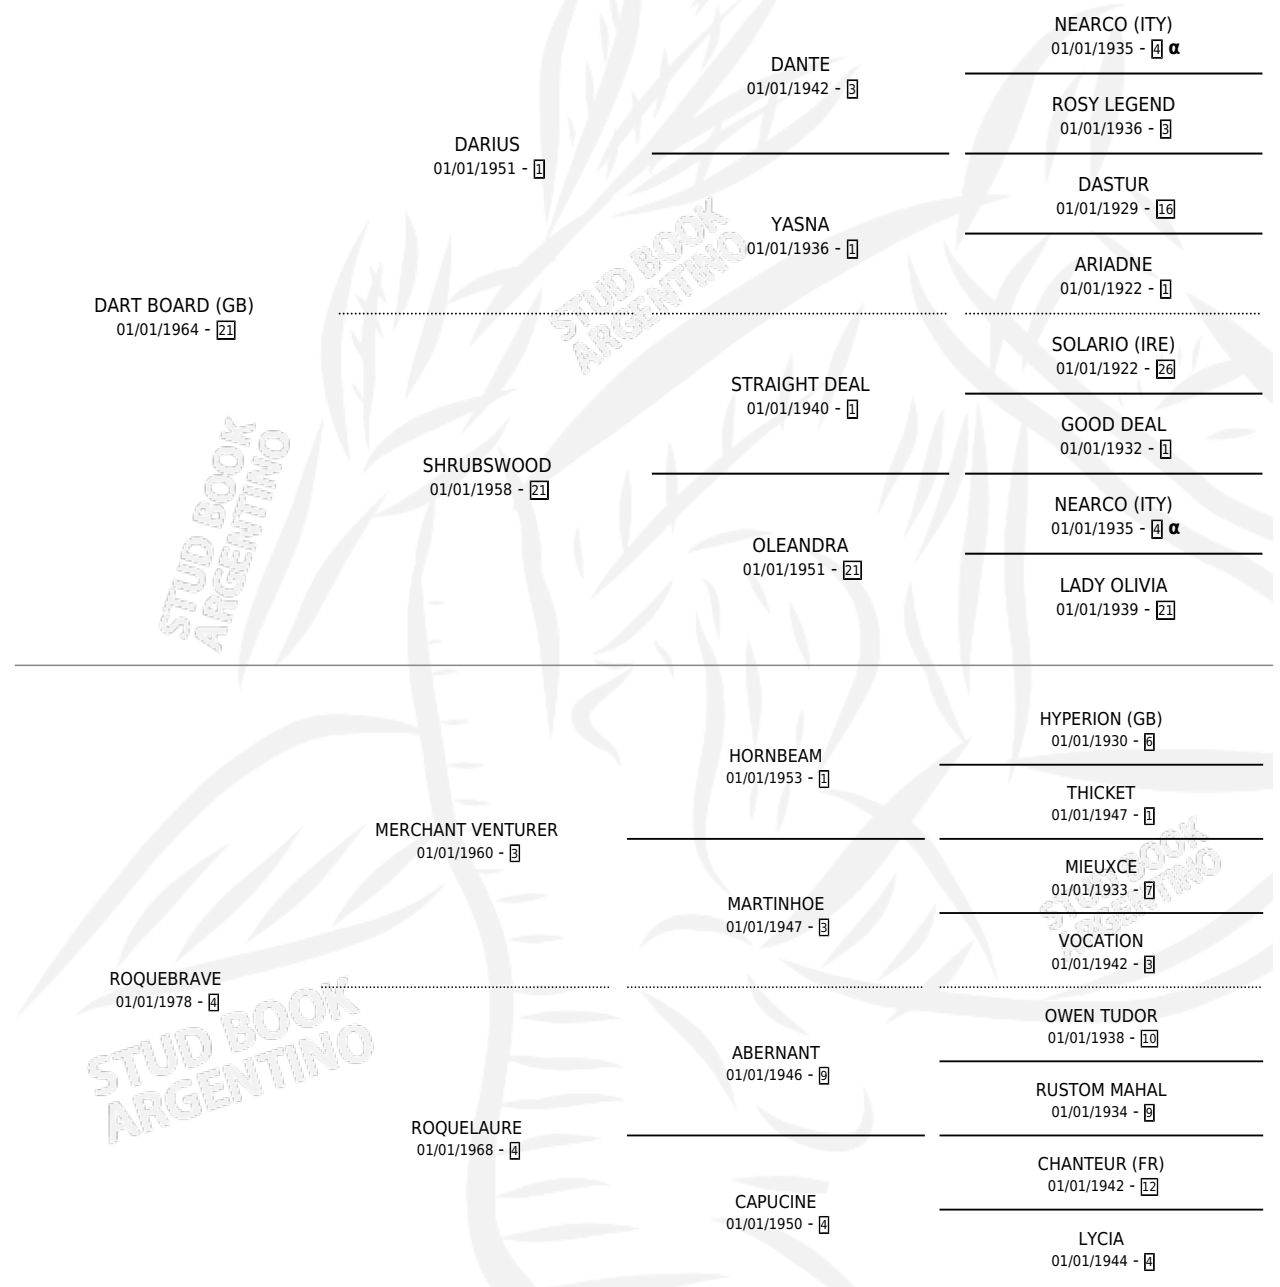 NEARCO (ITY)
01/01/1935 - 4 α
DANTE
01/01/1942 - 3
ROSY LEGEND
01/01/1936 - 3
DARIUS
01/01/1951 - 1
DASTUR
01/01/1929 - 16
YASNA
01/01/1936 - 1
ARIADNE
01/01/1922 - 1
DART BOARD (GB)
01/01/1964 - 21
SOLARIO (IRE)
01/01/1922 - 26
STRAIGHT DEAL
01/01/1940 - 1
GOOD DEAL
01/01/1932 - 1
SHRUBSWOOD
01/01/1958 - 21
NEARCO (ITY)
01/01/1935 - 4 α
OLEANDRA
01/01/1951 - 21
LADY OLIVIA
01/01/1939 - 21
HYPERION (GB)
01/01/1930 - 6
HORNBEAM
01/01/1953 - 1
THICKET
01/01/1947 - 1
MERCHANT VENTURER
01/01/1960 - 3
MIEUXCE
01/01/1933 - 7
MARTINHOE
01/01/1947 - 3
VOCATION
01/01/1942 - 3
ROQUEBRAVE
01/01/1978 - 4
OWEN TUDOR
01/01/1938 - 10
ABERNANT
01/01/1946 - 9
RUSTOM MAHAL
01/01/1934 - 9
ROQUELAURE
01/01/1968 - 4
CHANTEUR (FR)
01/01/1942 - 12
CAPUCINE
01/01/1950 - 4
LYCIA
01/01/1944 - 4
STUD BOOK
ARGENTINO
STUD BOOK
ARGENTINO
STUD BOOK
ARGENTINO
STUD BOOK
ARGENTINO